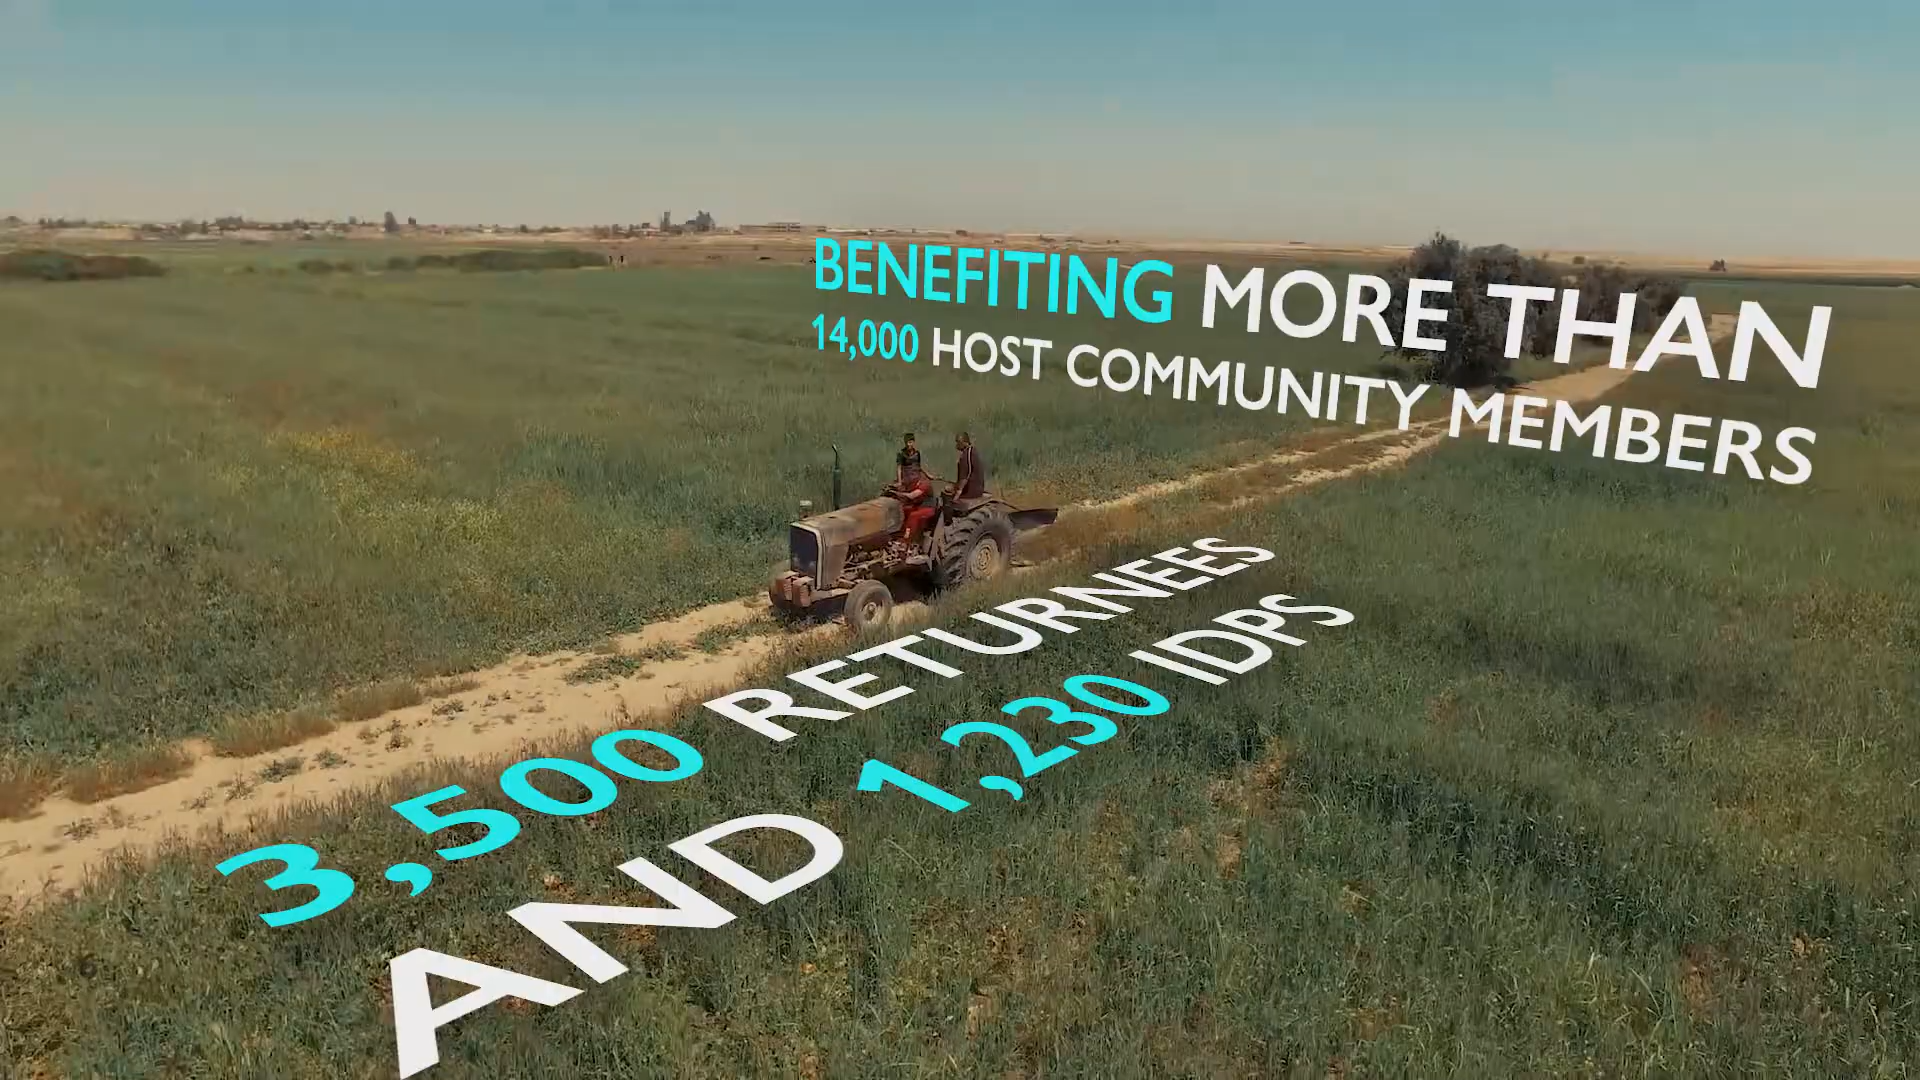 BENEFITING MORE THAN
14,000 HOST COMMUNITY MEMBERS
3,500 RETURNEES
AND 1,230 IDPS